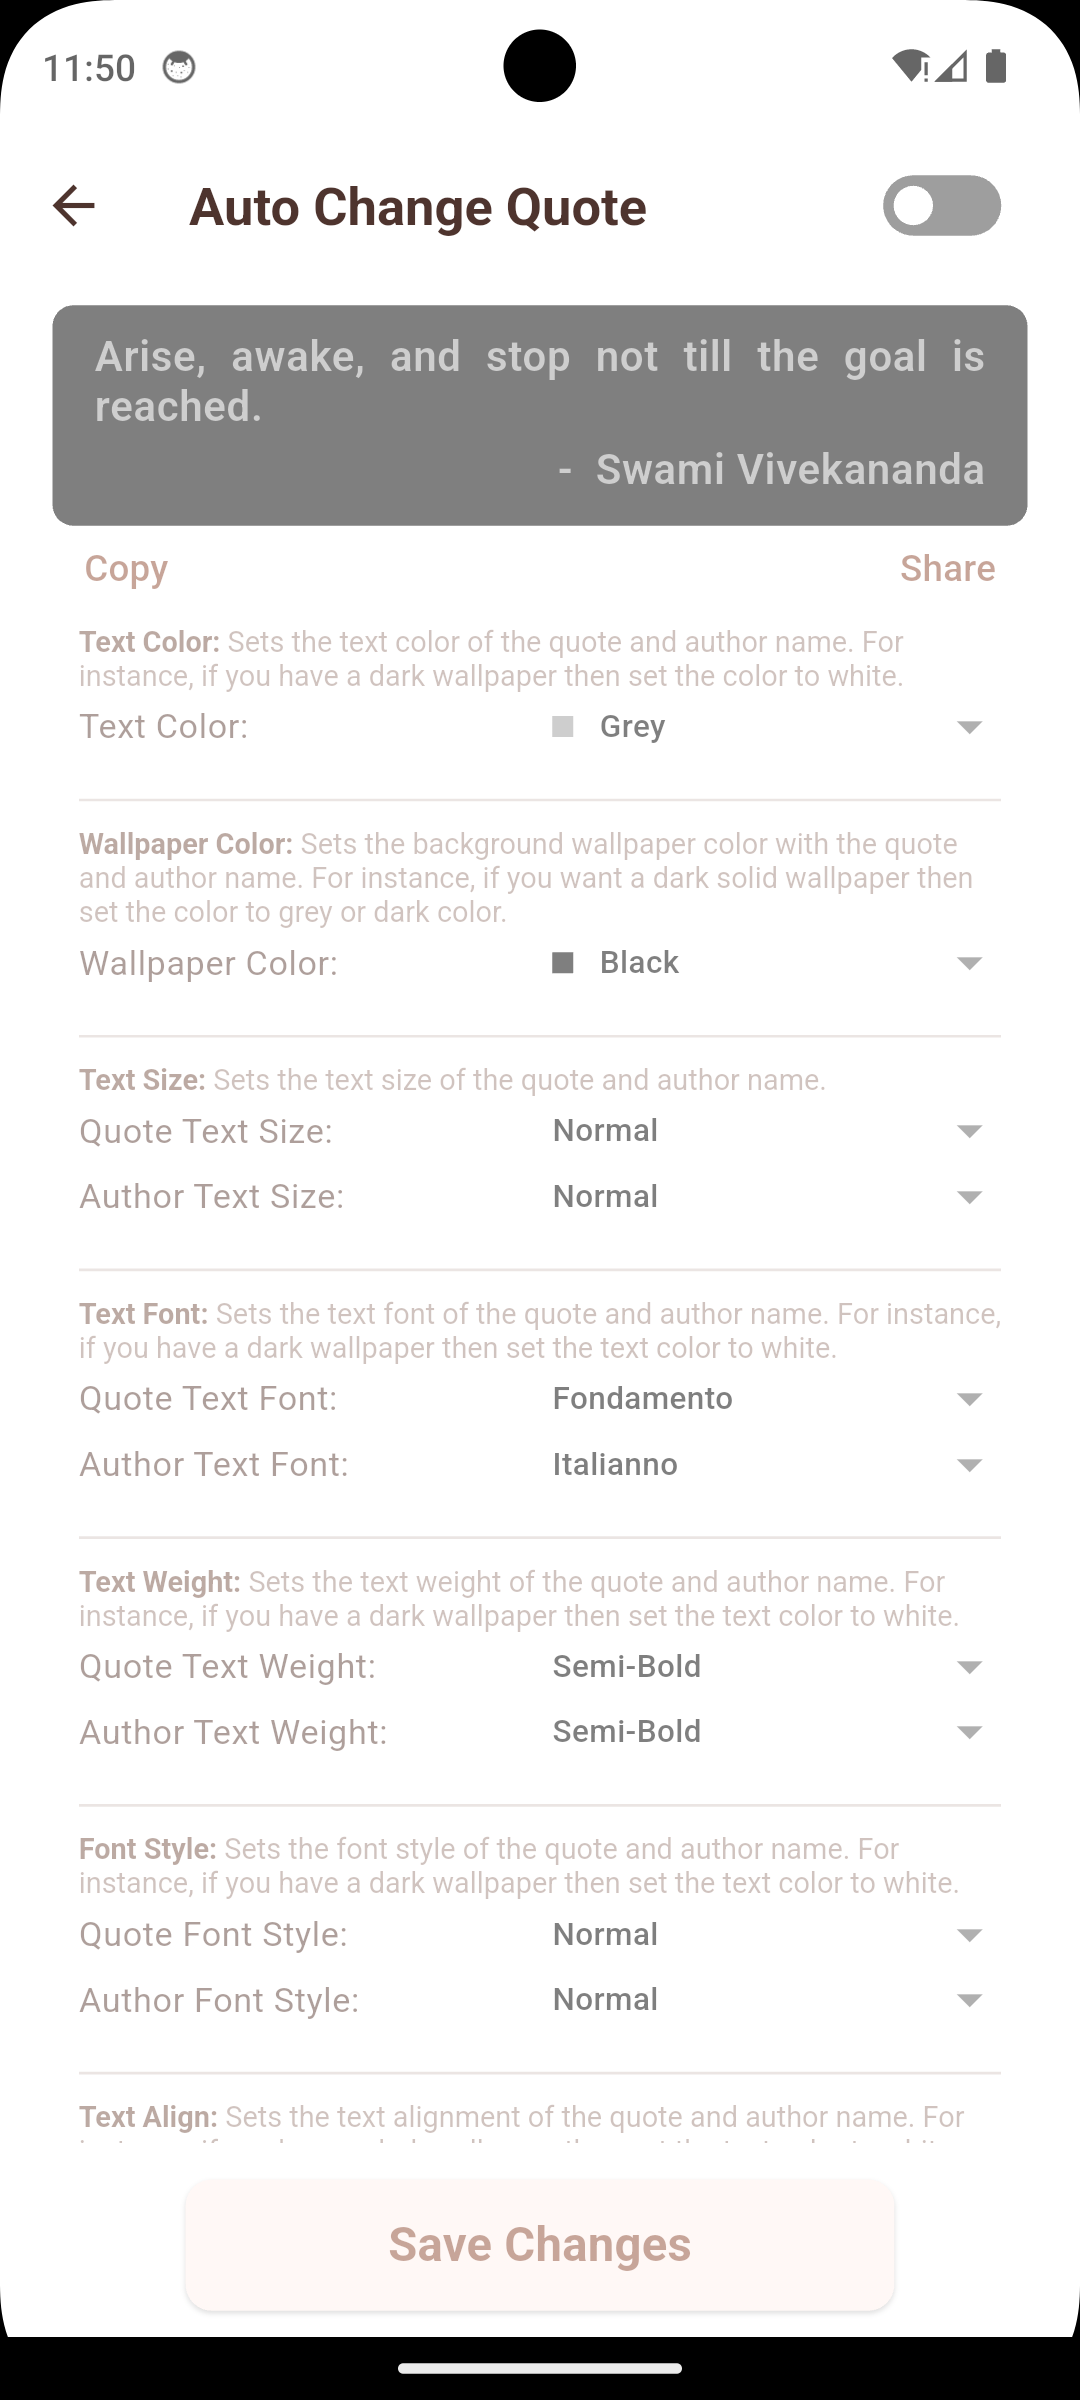 11:50
Auto Change Quote
Arise, awake, and stop not till the goal is
reached.
- Swami Vivekananda
Copy
Share
Text Color: Sets the text color of the quote and author name. For
instance, if you have a dark wallpaper then set the color to white.
Text Color:
Grey
Wallpaper Color: Sets the background wallpaper color with the quote
and author name. For instance, if you want a dark solid wallpaper then
set the color to grey or dark color.
Wallpaper Color:
Black
Text Size: Sets the text size of the quote and author name.
Quote Text Size:
Normal
Author Text Size:
Normal
Text Font: Sets the text font of the quote and author name. For instance,
if you have a dark wallpaper then set the text color to white.
Quote Text Font:
Fondamento
Author Text Font:
Italianno
Text Weight: Sets the text weight of the quote and author name. For
instance, if you have a dark wallpaper then set the text color to white.
Quote Text Weight:
Semi-Bold
Author Text Weight:
Semi-Bold
Font Style: Sets the font style of the quote and author name. For
instance, if you have a dark wallpaper then set the text color to white.
Quote Font Style:
Normal
Author Font Style:
Normal
Text Align: Sets the text alignment of the quote and author name. For
Save Changes